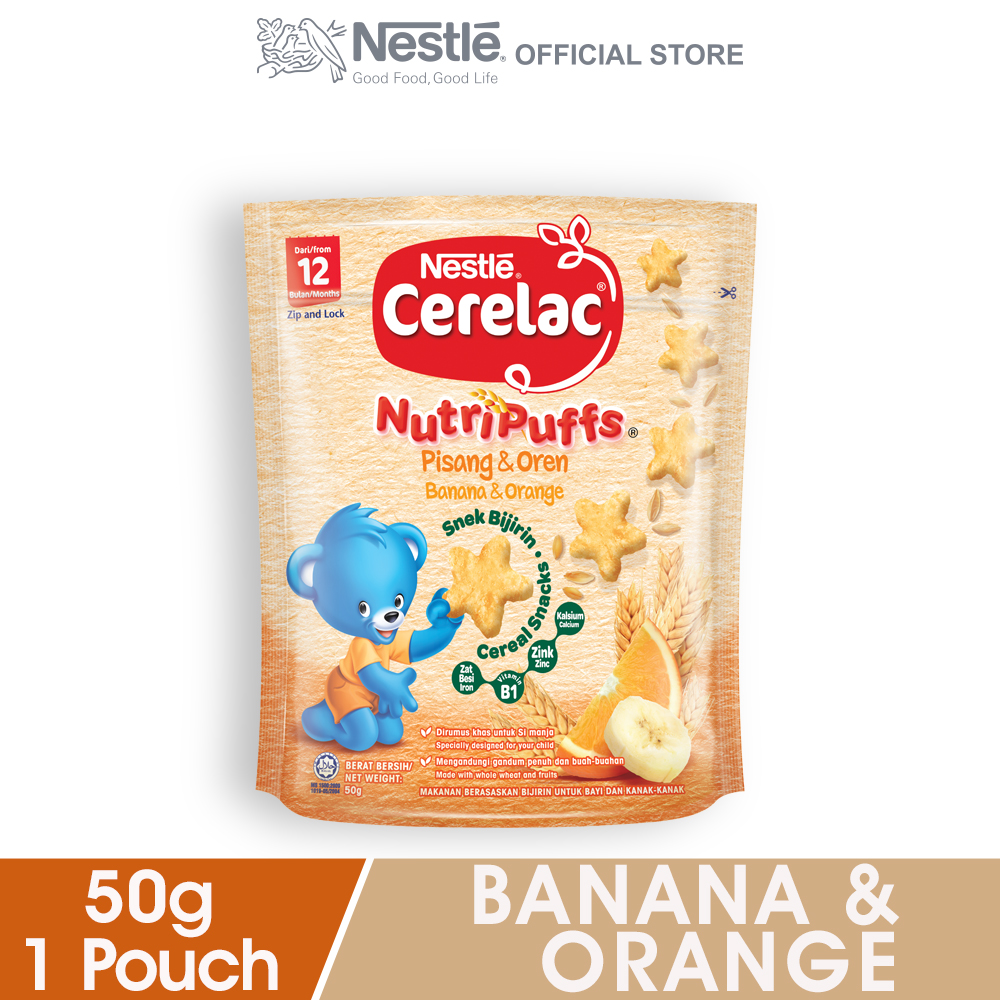 Nestlé® OFFICIAL STORE
Good Food, Good Life
Dari/from
12
Bulan/Months
Zip and Lock
Nestlé®
Cerelac®
NutriPuffs®
Pisang & Oren
Banana & Orange
Snek Bijirin • Cereal Snacks
Kalsium
Calcium
Zink
Zinc
Vitamin
B1
Zat
Besi
Iron
Dirumus khas untuk Si manja
Specially designed for your child
Mengandungi gandum penuh dan buah-buahan
Made with whole wheat and fruits
BERAT BERSIH/
NET WEIGHT:
50g
MAKANAN BERASASKAN BIJIRIN UNTUK BAYI DAN KANAK-KANAK
50g
1 Pouch
BANANA &
ORANGE